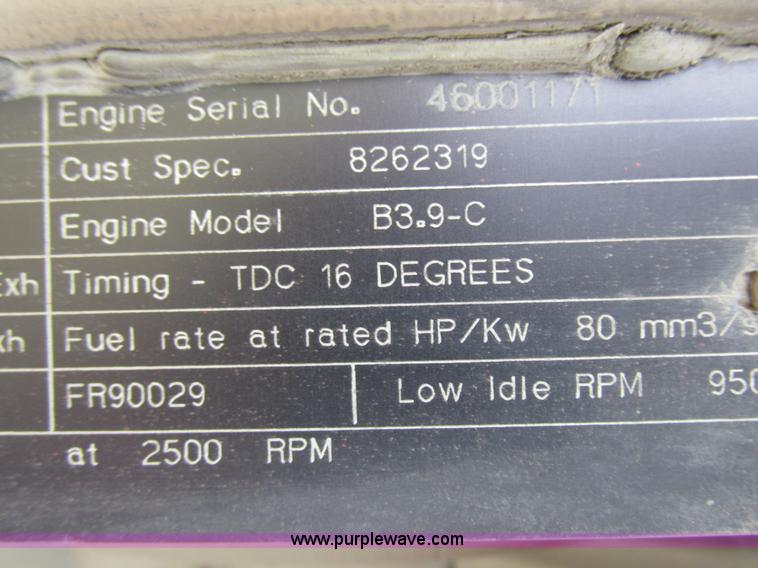 Engine Serial No. 46001171
Cust Spec. 8262319
Engine Model B3.9-C
Exh Timing - TDC 16 DEGREES
xh Fuel rate at rated HP/Kw 80 mm3/s
FR90029 Low Idle RPM 950
at 2500 RPM
www.purplewave.com